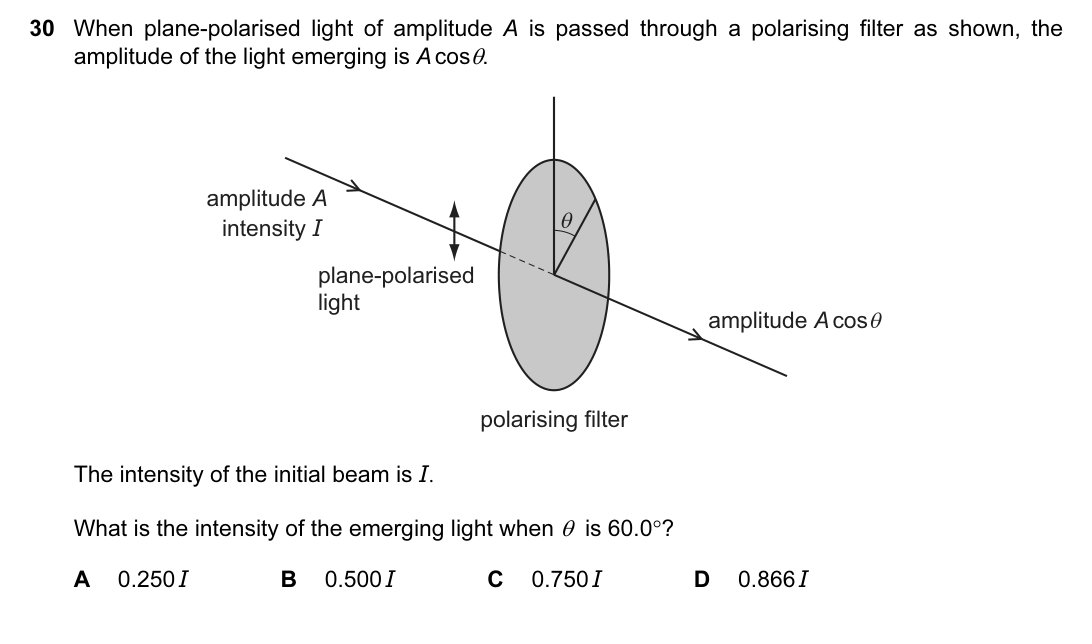 30 When plane-polarised light of amplitude A is passed through a polarising filter as shown, the
amplitude of the light emerging is A cos θ.
amplitude A
intensity I
θ
plane-polarised
light
amplitude A cos θ
polarising filter
The intensity of the initial beam is I.
What is the intensity of the emerging light when θ is 60.0°?
A 0.250 I B 0.500 I C 0.750 I D 0.866 I